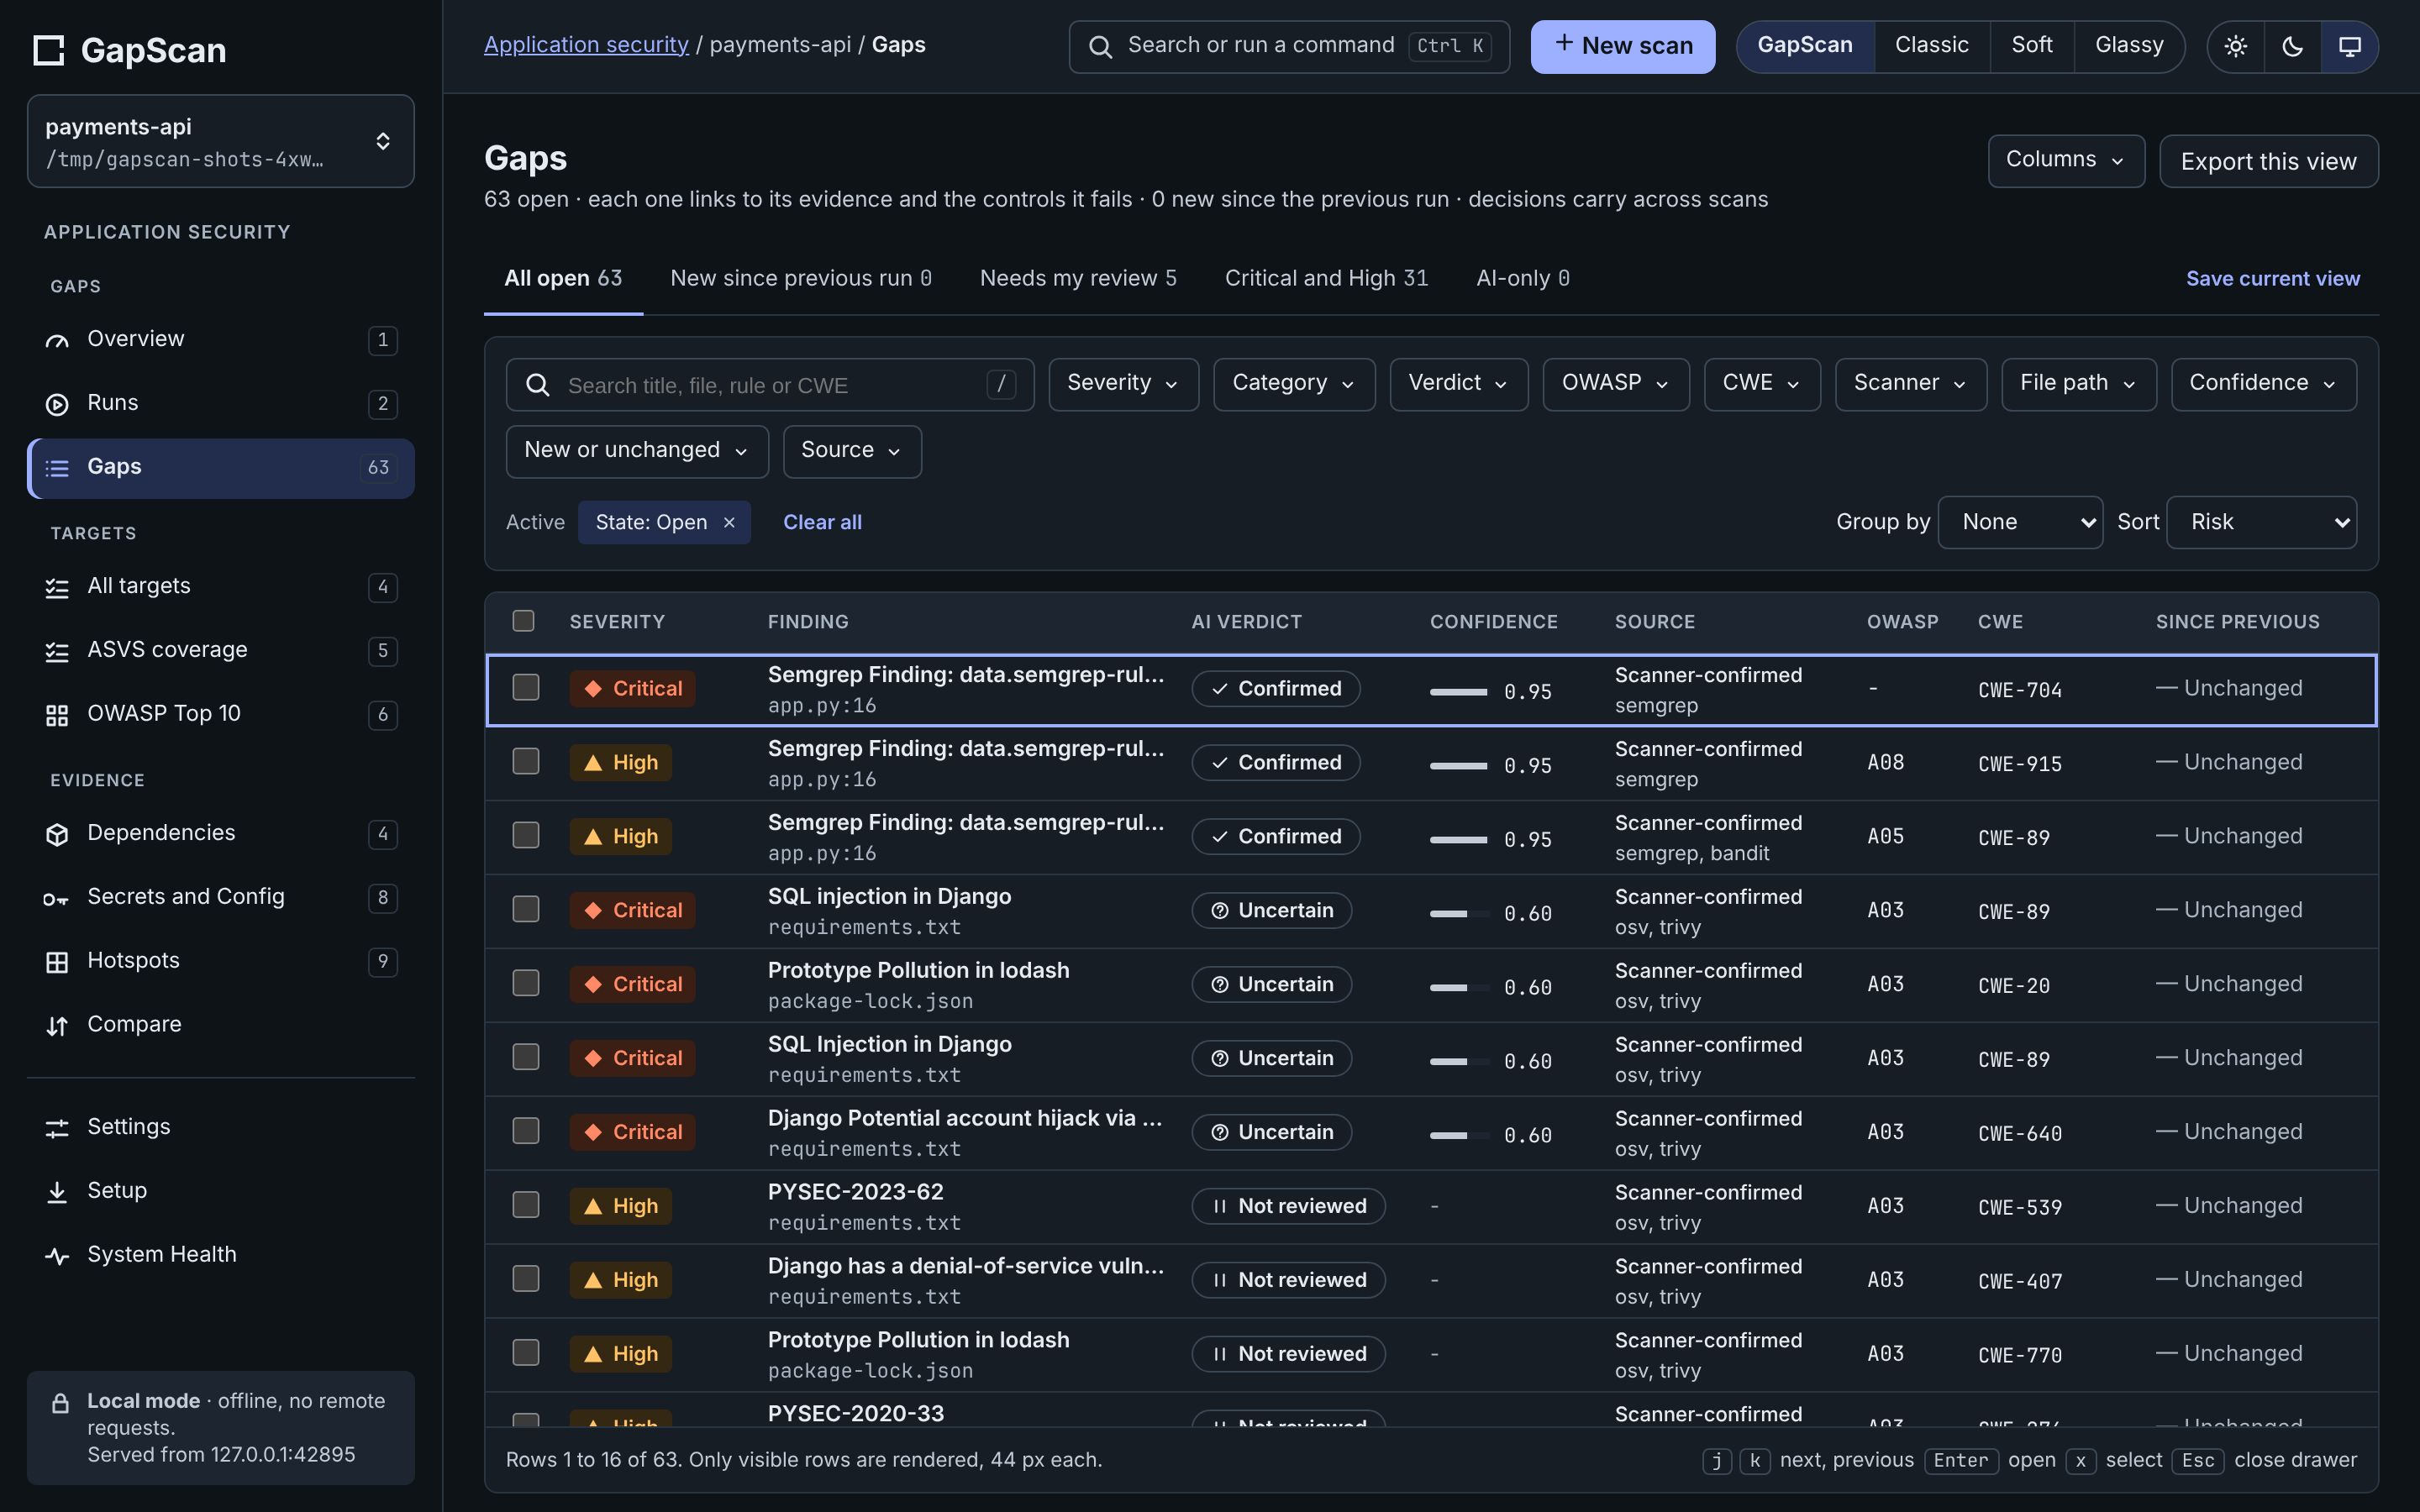 GapScan
payments-api
/tmp/gapscan-shots-4xw…
APPLICATION SECURITY
GAPS
Overview 1
Runs 2
Gaps 63
TARGETS
All targets 4
ASVS coverage 5
OWASP Top 10 6
EVIDENCE
Dependencies 4
Secrets and Config 8
Hotspots 9
Compare
Settings
Setup
System Health
Local mode · offline, no remote
requests.
Served from 127.0.0.1:42895
Application security / payments-api / Gaps
Search or run a command Ctrl K
+ New scan
GapScan Classic Soft Glassy
Gaps
63 open · each one links to its evidence and the controls it fails · 0 new since the previous run · decisions carry across scans
Columns
Export this view
All open 63 New since previous run 0 Needs my review 5 Critical and High 31 AI-only 0
Save current view
Search title, file, rule or CWE /
Severity Category Verdict OWASP CWE Scanner File path Confidence
New or unchanged Source
Active State: Open × Clear all
Group by None Sort Risk
SEVERITY FINDING AI VERDICT CONFIDENCE SOURCE OWASP CWE SINCE PREVIOUS
Critical Semgrep Finding: data.semgrep-rul… Confirmed 0.95 Scanner-confirmed - CWE-704 — Unchanged
app.py:16 semgrep
High Semgrep Finding: data.semgrep-rul… Confirmed 0.95 Scanner-confirmed A08 CWE-915 — Unchanged
app.py:16 semgrep
High Semgrep Finding: data.semgrep-rul… Confirmed 0.95 Scanner-confirmed A05 CWE-89 — Unchanged
app.py:16 semgrep, bandit
Critical SQL injection in Django Uncertain 0.60 Scanner-confirmed A03 CWE-89 — Unchanged
requirements.txt osv, trivy
Critical Prototype Pollution in lodash Uncertain 0.60 Scanner-confirmed A03 CWE-20 — Unchanged
package-lock.json osv, trivy
Critical SQL Injection in Django Uncertain 0.60 Scanner-confirmed A03 CWE-89 — Unchanged
requirements.txt osv, trivy
Critical Django Potential account hijack via … Uncertain 0.60 Scanner-confirmed A03 CWE-640 — Unchanged
requirements.txt osv, trivy
High PYSEC-2023-62 Not reviewed - Scanner-confirmed A03 CWE-539 — Unchanged
requirements.txt osv, trivy
High Django has a denial-of-service vuln… Not reviewed - Scanner-confirmed A03 CWE-407 — Unchanged
requirements.txt osv, trivy
High Prototype Pollution in lodash Not reviewed - Scanner-confirmed A03 CWE-770 — Unchanged
package-lock.json osv, trivy
High PYSEC-2020-33 Not reviewed Scanner-confirmed A03 Unchanged
Rows 1 to 16 of 63. Only visible rows are rendered, 44 px each.
j k next, previous Enter open x select Esc close drawer